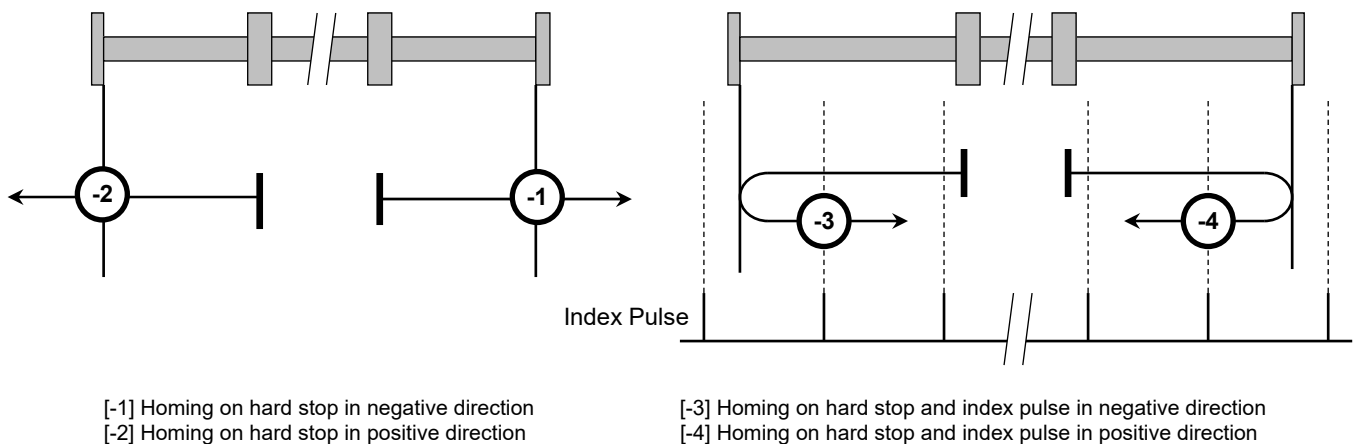 -2
-1
-3
-4
Index Pulse
[-1] Homing on hard stop in negative direction
[-2] Homing on hard stop in positive direction
[-3] Homing on hard stop and index pulse in negative direction
[-4] Homing on hard stop and index pulse in positive direction